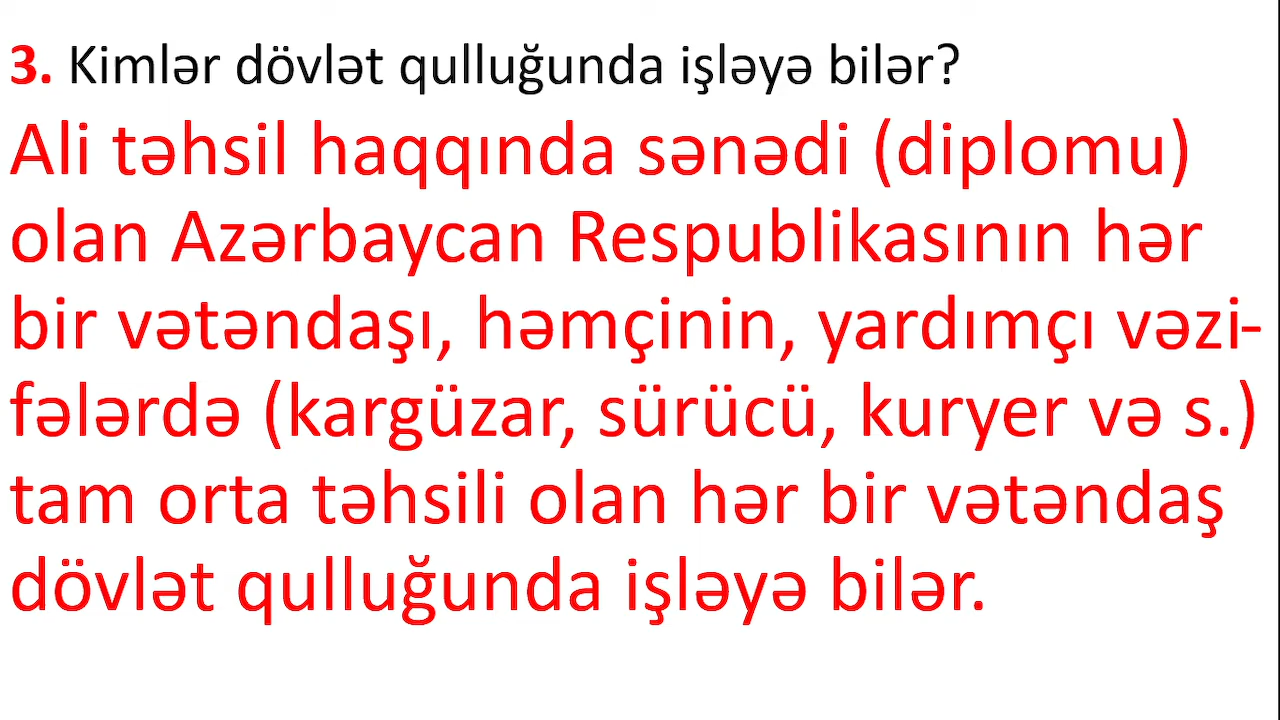 3. Kimlər dövlət qulluğunda işləyə bilər?
Ali təhsil haqqında sənədi (diplomu)
olan Azərbaycan Respublikasının hər
bir vətəndaşı, həmçinin, yardımçı vəzi-
fələrdə (kargüzar, sürücü, kuryer və s.)
tam orta təhsili olan hər bir vətəndaş
dövlət qulluğunda işləyə bilər.